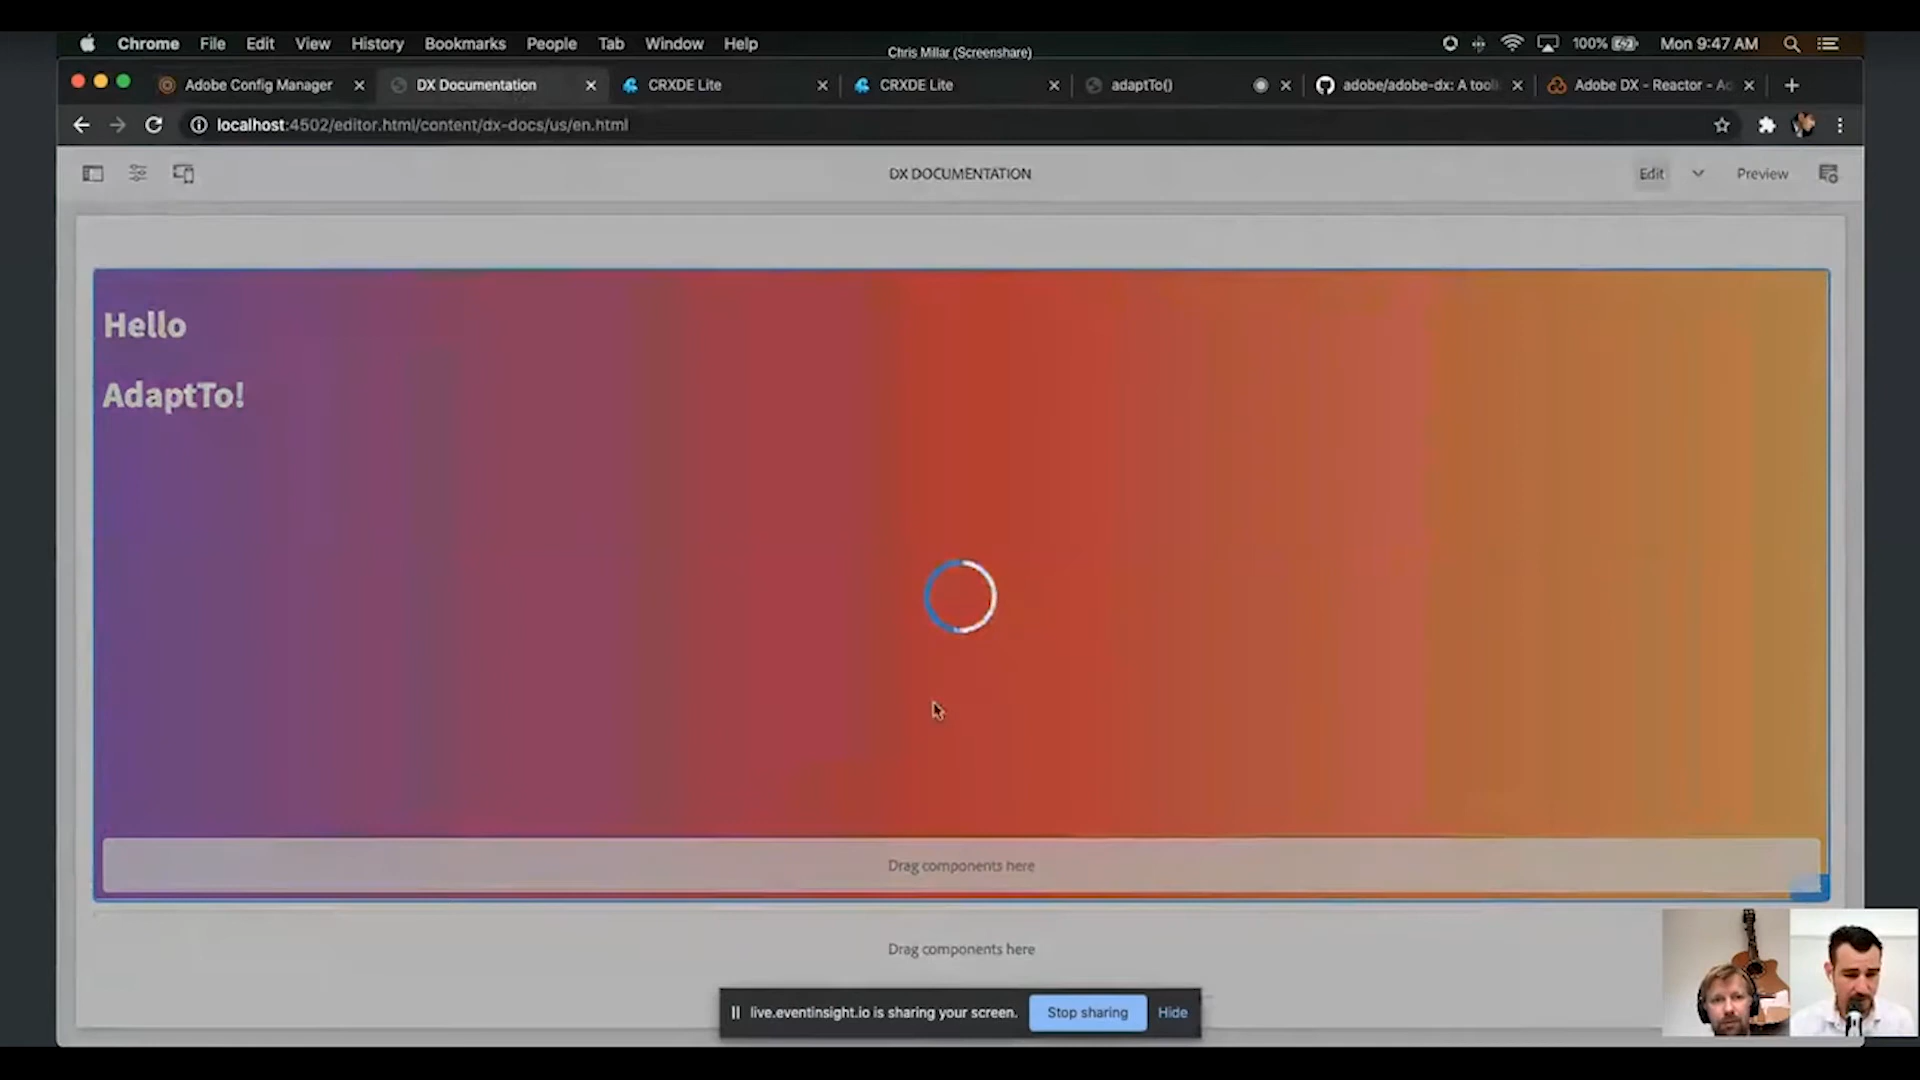 Chrome File Edit View History Bookmarks People Tab Window Help
Chris Millar (Screenshare)
100% Mon 9:47 AM
Adobe Config Manager
DX Documentation
CRXDE Lite
CRXDE Lite
adaptTo()
adobe/adobe-dx: A tool
Adobe DX - Reactor - Ad
localhost:4502/editor.html/content/dx-docs/us/en.html
DX DOCUMENTATION
Edit
Preview
Hello
AdaptTo!
Drag components here
Drag components here
live.eventinsight.io is sharing your screen.
Stop sharing
Hide